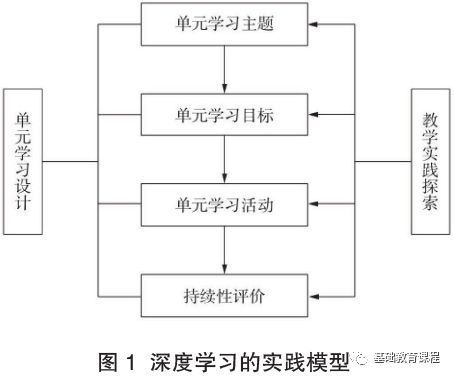 单元学习主题
单元学习目标
单元学习活动
持续性评价
单元学习设计
教学实践探索
基础教育课程
图 1 深度学习的实践模型